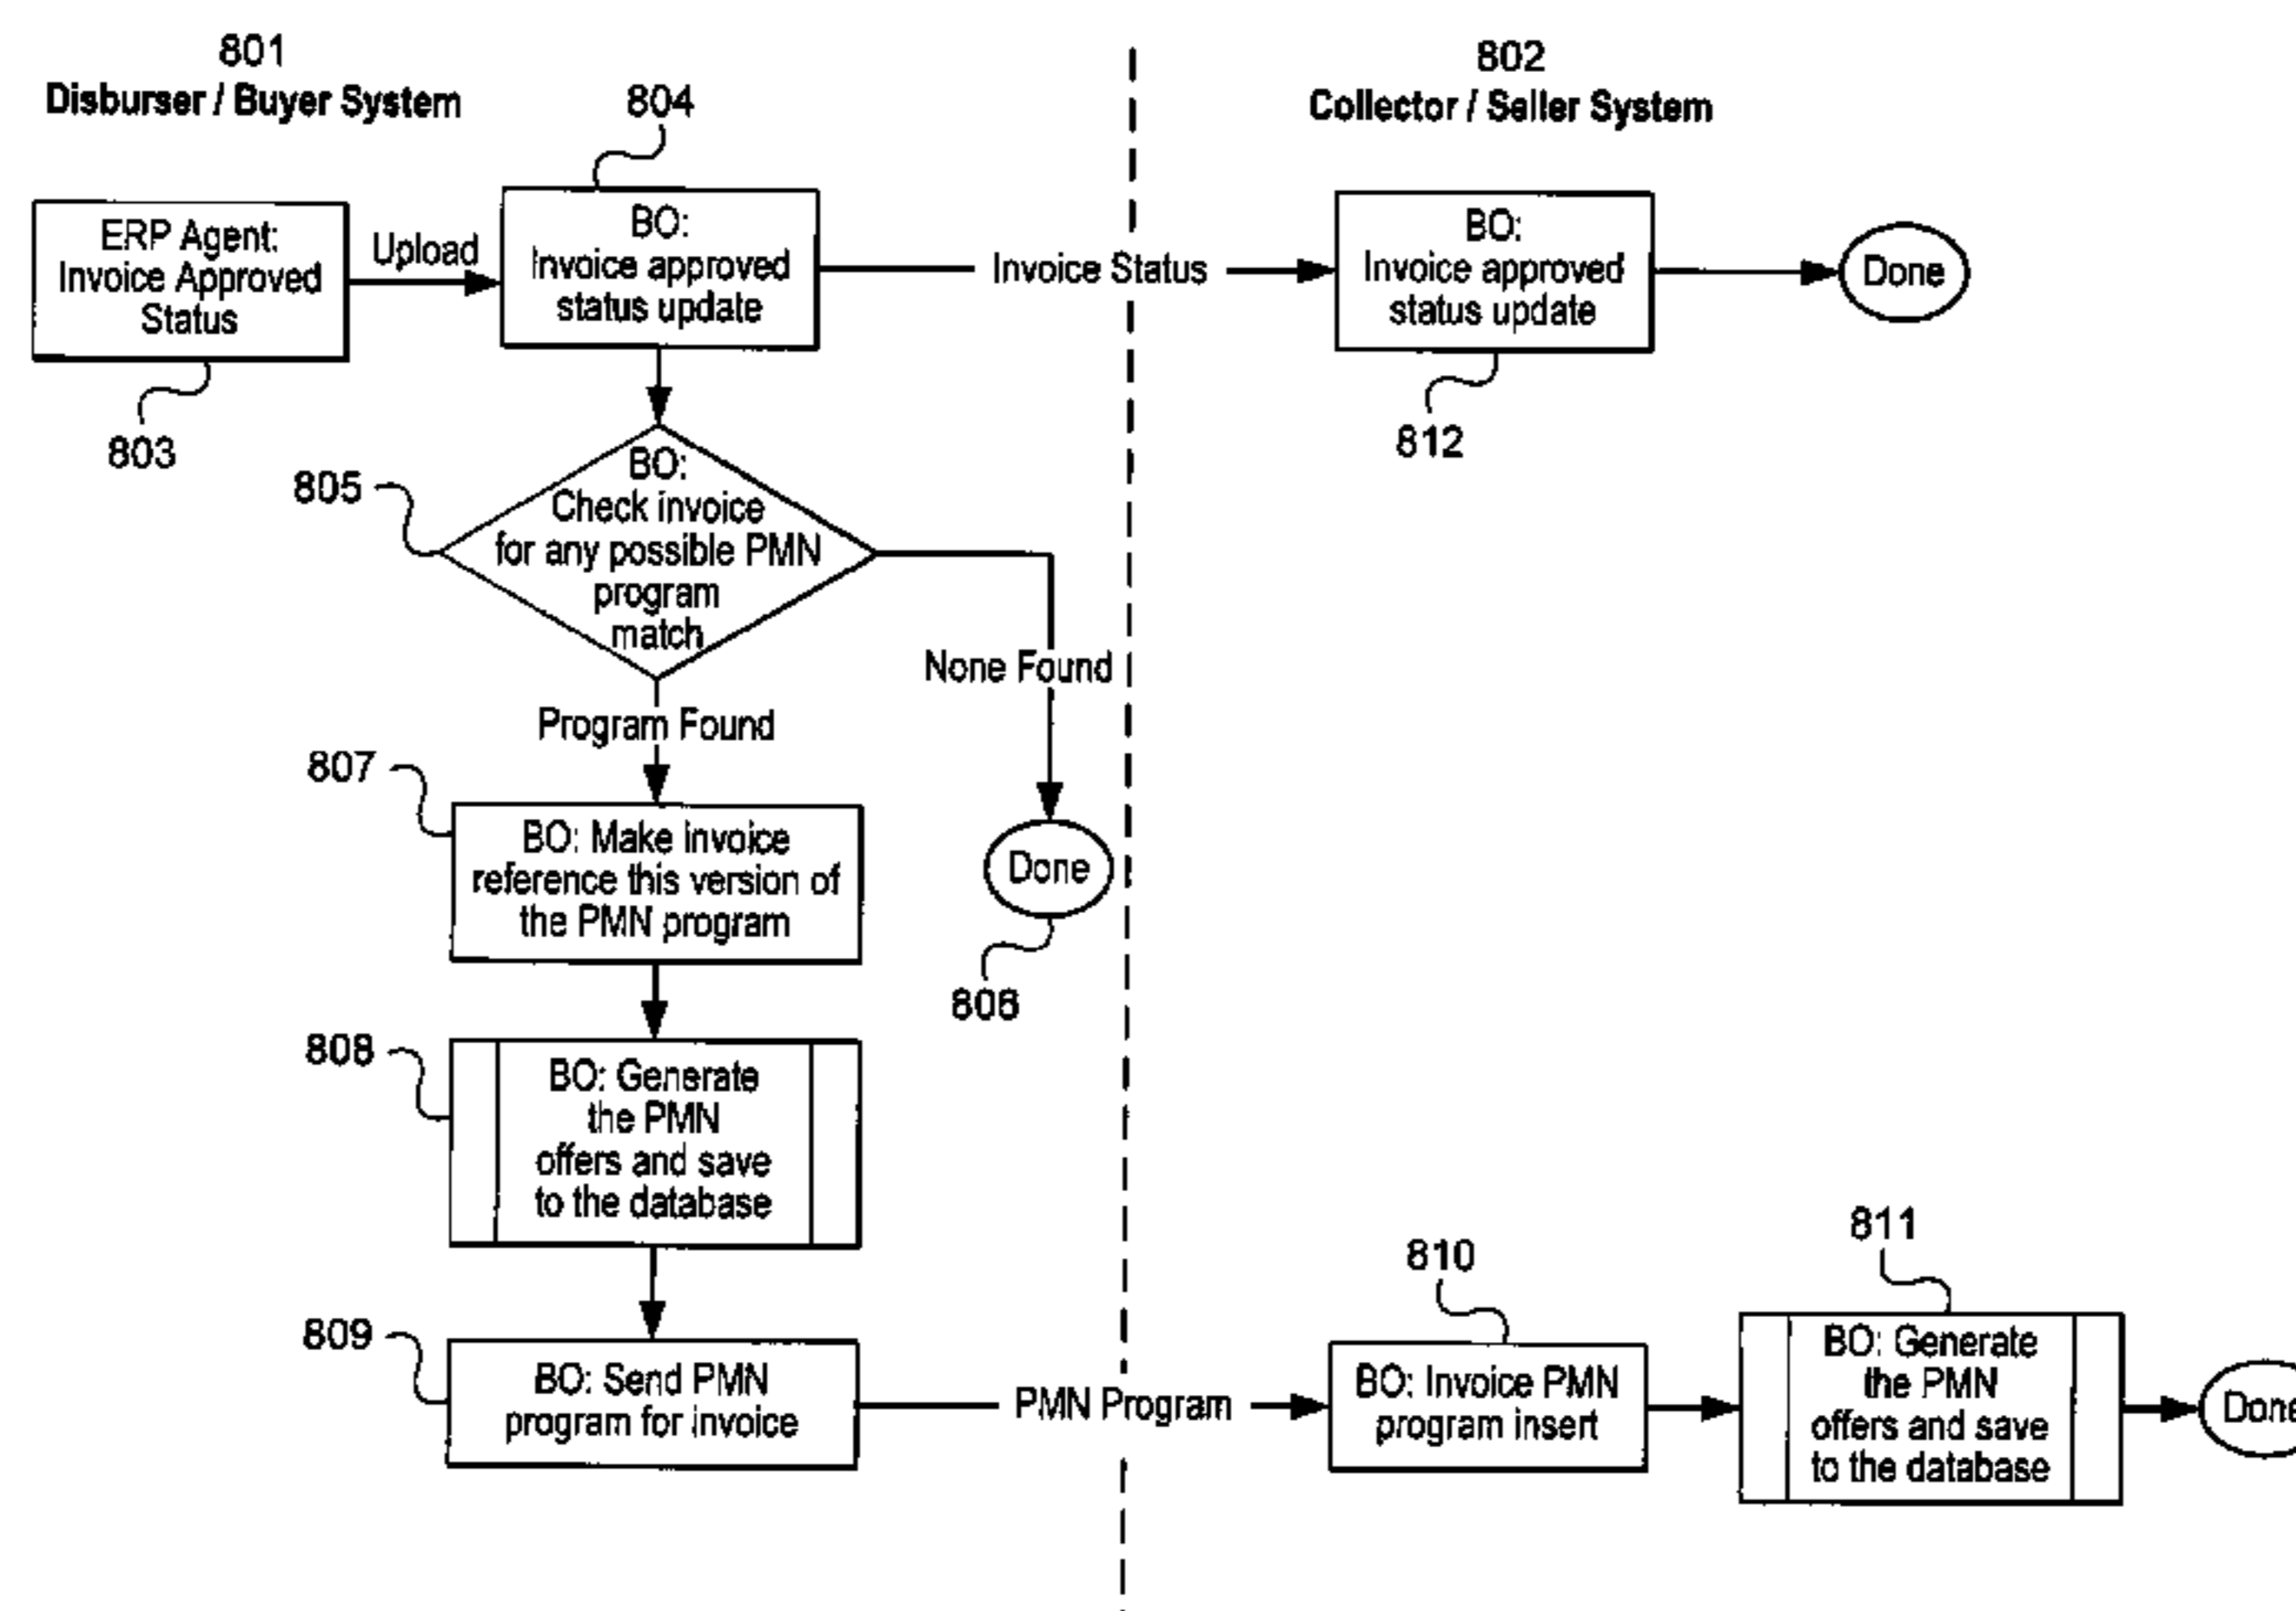 801
Disburser / Buyer System
802
Collector / Seller System
804
ERP Agent:
Invoice Approved
Status
Upload
BO:
Invoice approved
status update
Invoice Status
BO:
Invoice approved
status update
Done
803
812
805
BO:
Check invoice
for any possible PMN
program
match
None Found
Program Found
807
BO: Make invoice
reference this version of
the PMN program
Done
806
808
BO: Generate
the PMN
offers and save
to the database
809
BO: Send PMN
program for invoice
PMN Program
810
BO: Invoice PMN
program insert
811
BO: Generate
the PMN
offers and save
to the database
Done